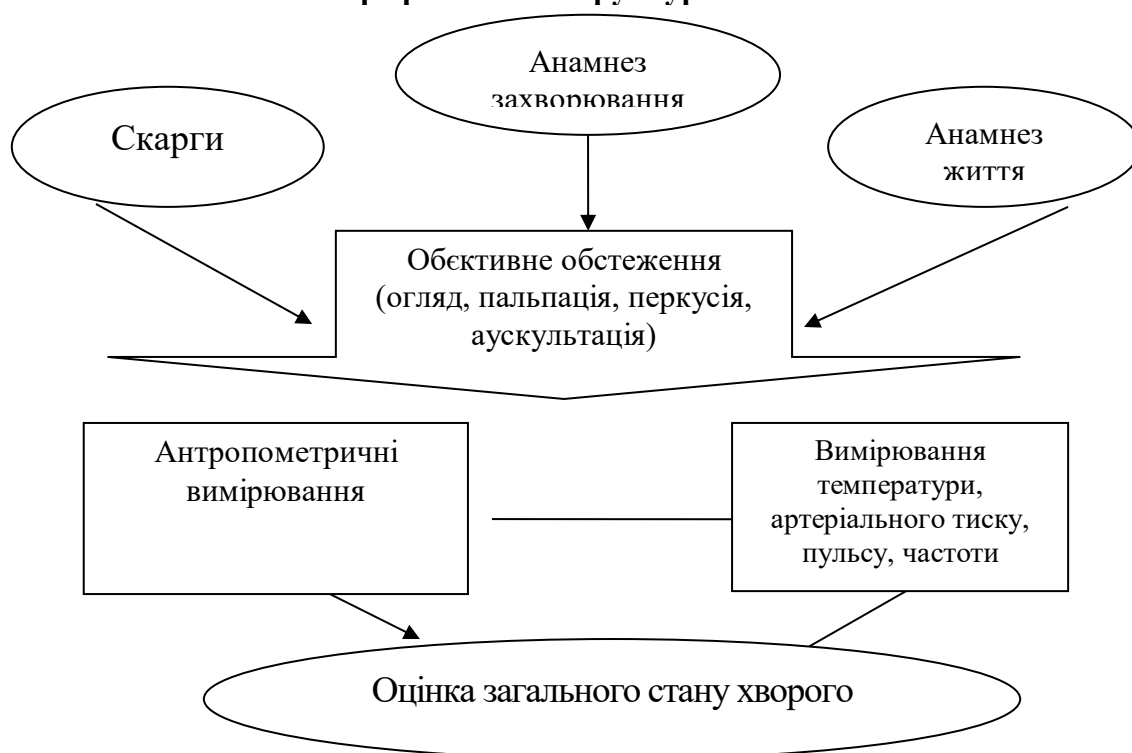 Анамнез
захворювання
Скарги
Анамнез
життя
Обєктивне обстеження
(огляд, пальпація, перкусія,
аускультація)
Антропометричні
вимірювання
Вимірювання
температури,
артеріального тиску,
пульсу, частоти
Оцінка загального стану хворого